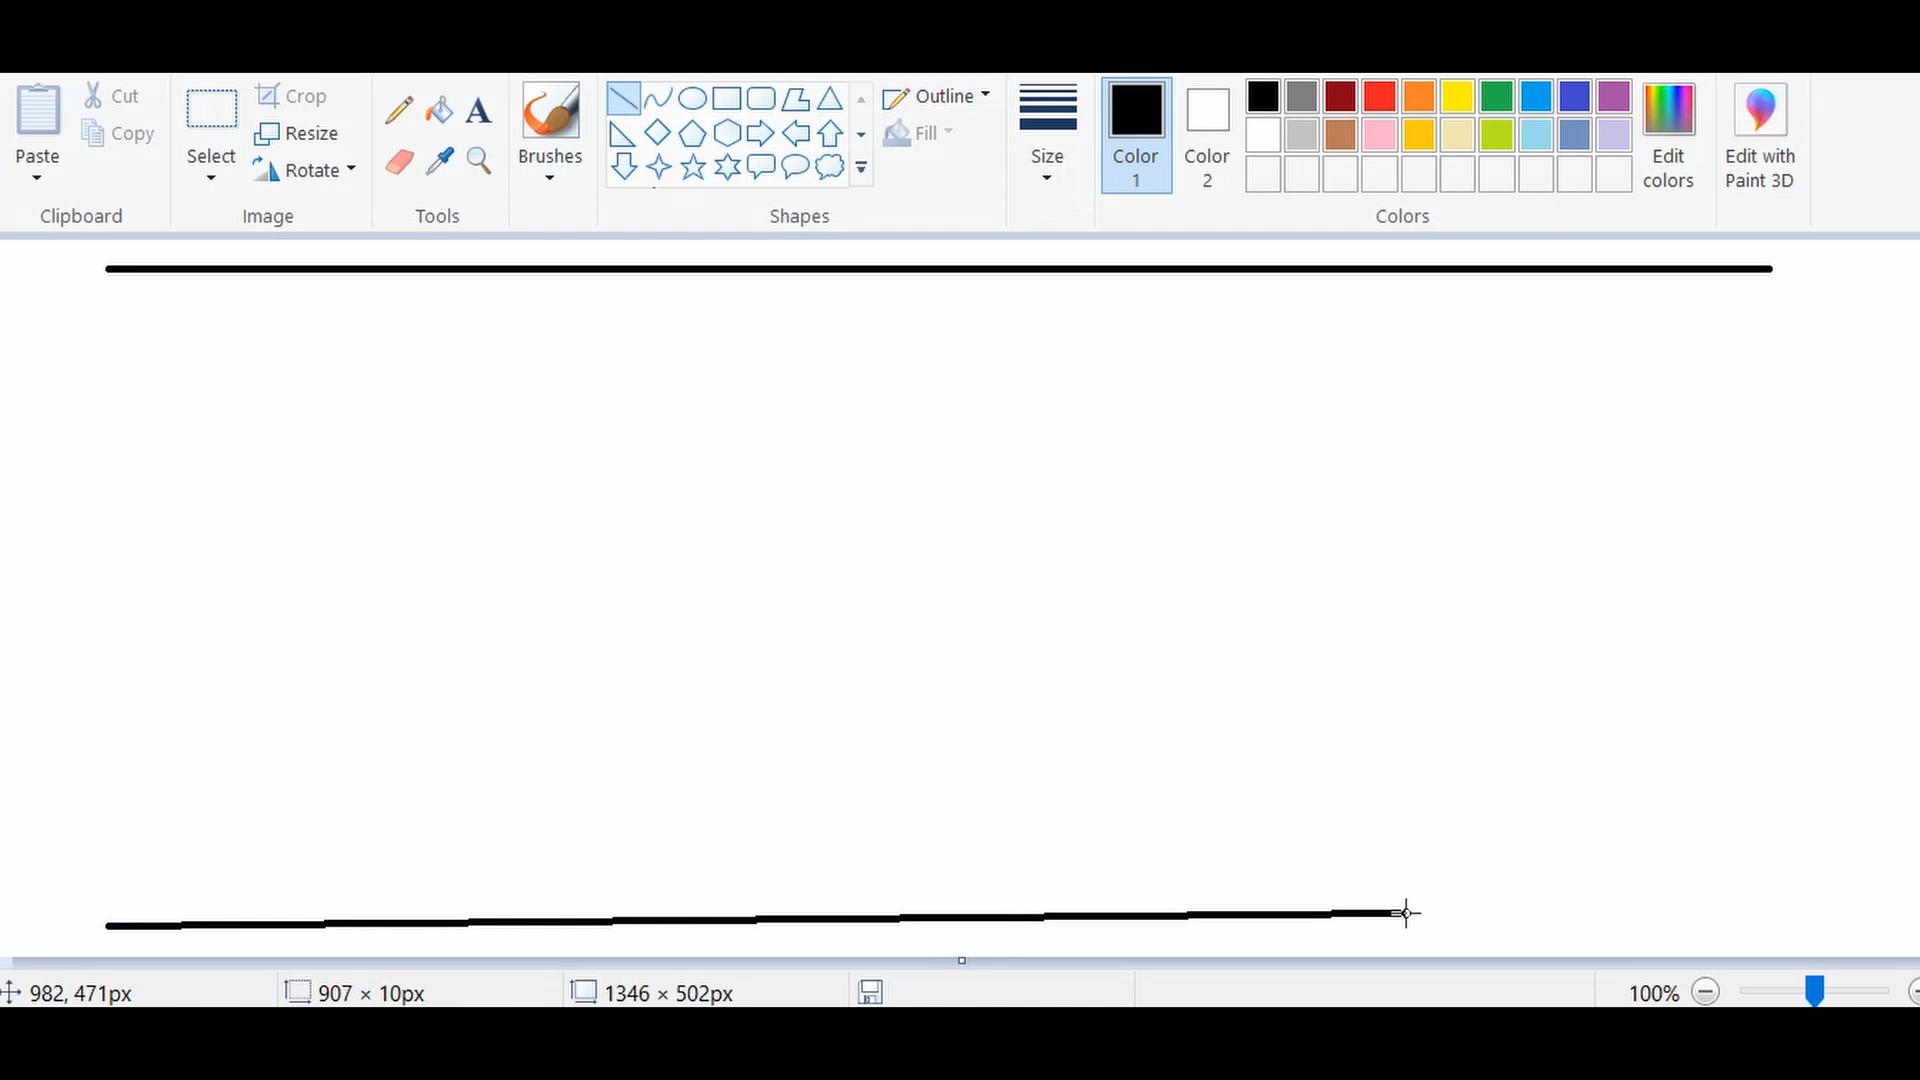 Paste
Cut
Copy
Clipboard
Select
Crop
Resize
Rotate
Image
A
Tools
Brushes
Shapes
Outline
Fill
Size
Color
1
Color
2
Colors
Edit
colors
Edit with
Paint 3D
982, 471px
907 × 10px
1346 × 502px
100%